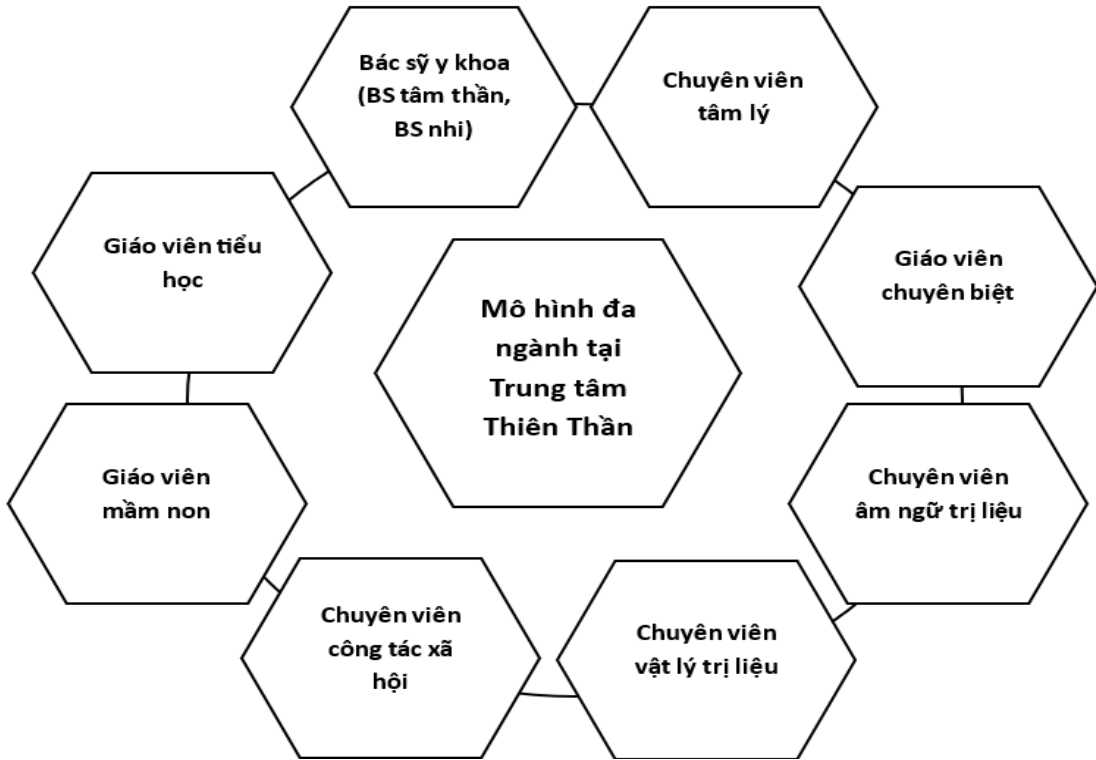 Bác sỹ y khoa
(BS tâm thần,
BS nhi)
Chuyên viên
tâm lý
Giáo viên
chuyên biệt
Chuyên viên
âm ngữ trị liệu
Chuyên viên
vật lý trị liệu
Chuyên viên
công tác xã
hội
Giáo viên
mầm non
Giáo viên tiểu
học
Mô hình đa
ngành tại
Trung tâm
Thiên Thần